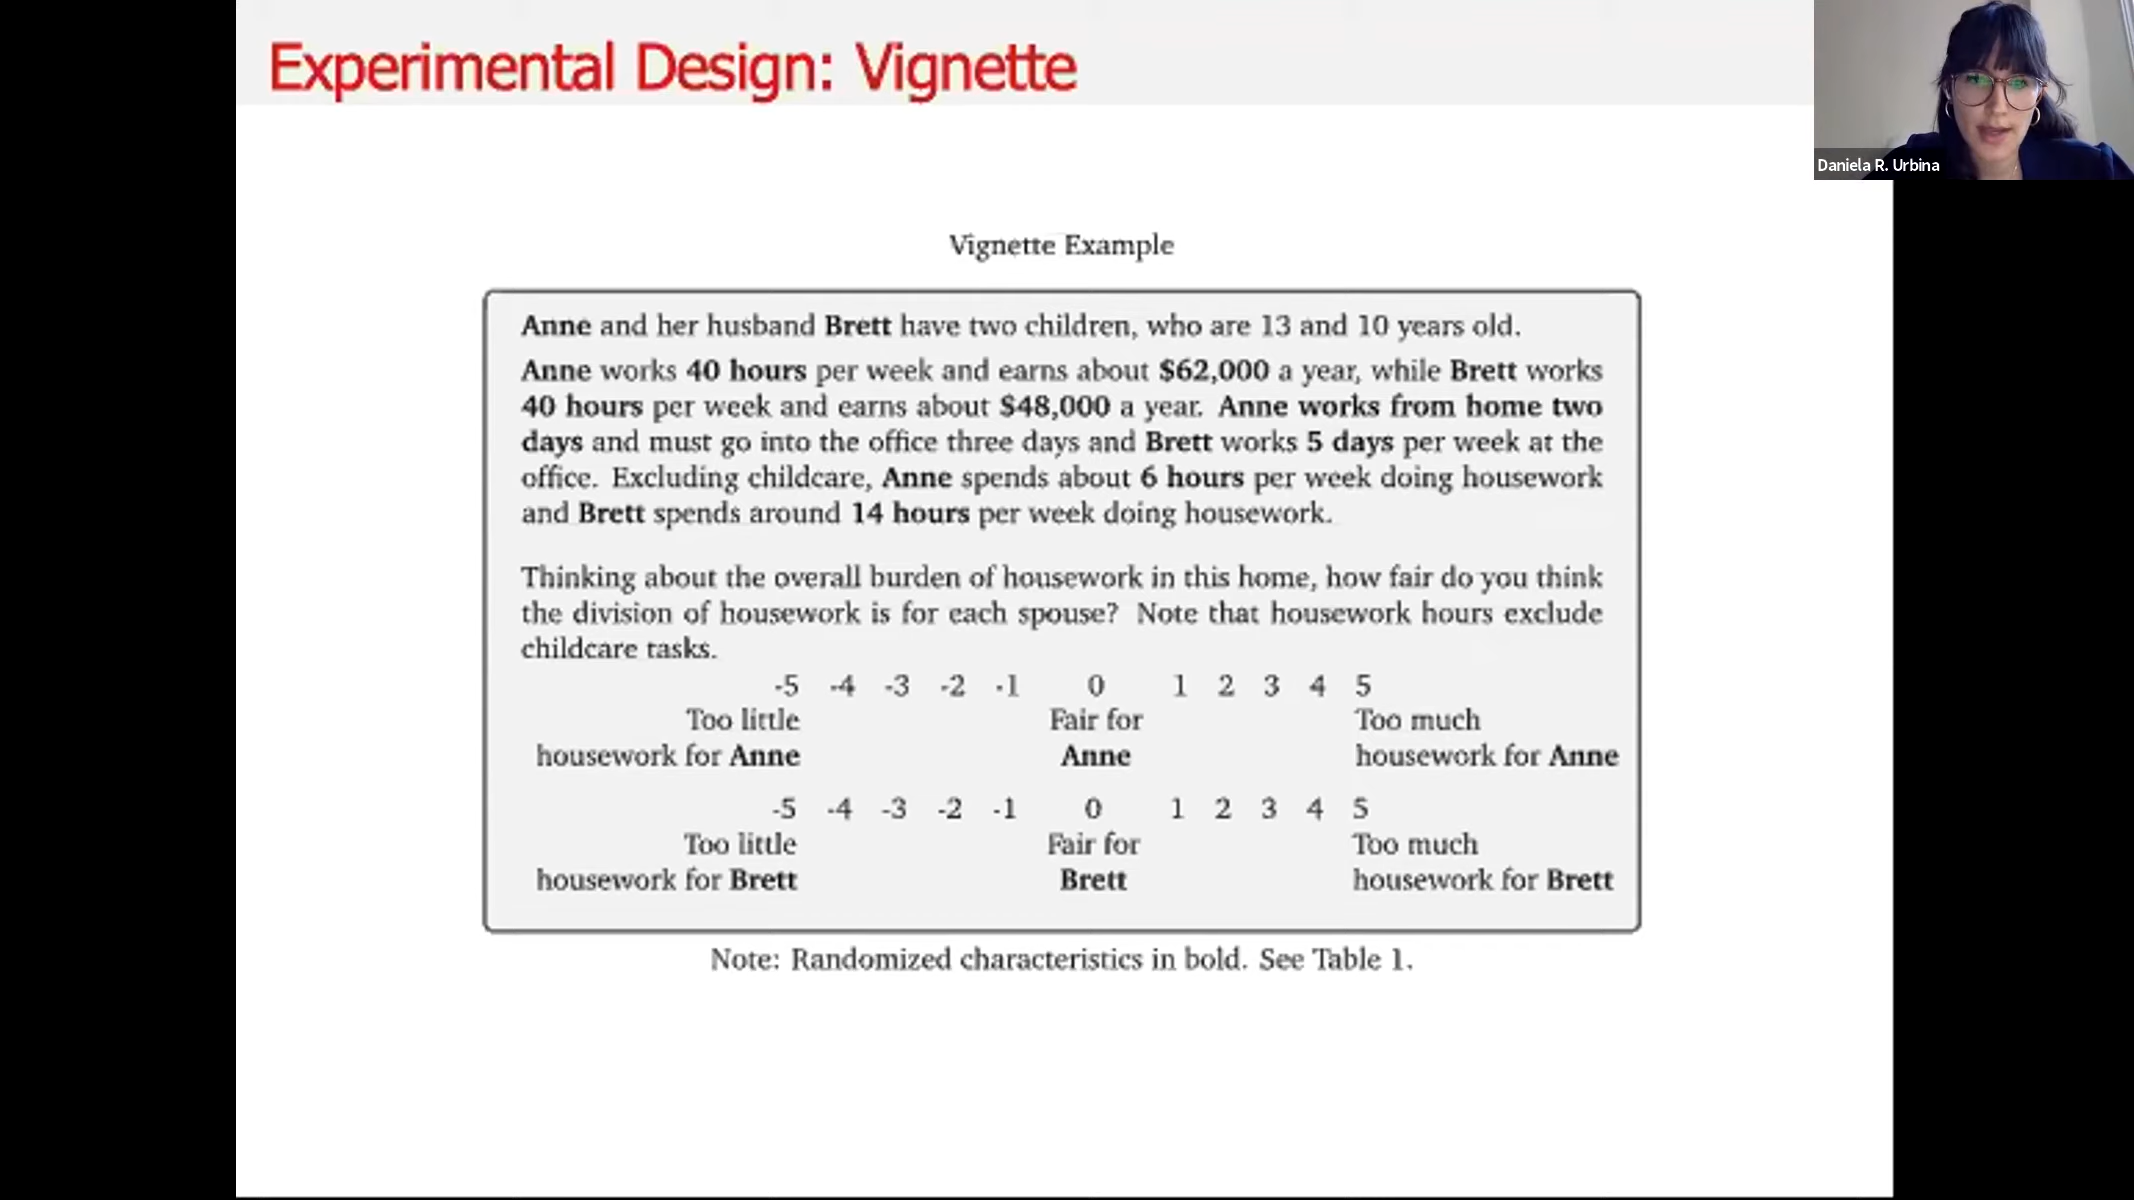 Experimental Design: Vignette
Daniela R. Urbina
Vignette Example
Anne and her husband Brett have two children, who are 13 and 10 years old.
Anne works 40 hours per week and earns about $62,000 a year, while Brett works
40 hours per week and earns about $48,000 a year. Anne works from home two
days and must go into the office three days and Brett works 5 days per week at the
office. Excluding childcare, Anne spends about 6 hours per week doing housework
and Brett spends around 14 hours per week doing housework.
Thinking about the overall burden of housework in this home, how fair do you think
the division of housework is for each spouse? Note that housework hours exclude
childcare tasks.
-5 -4 -3 -2 -1 0 1 2 3 4 5
Too little Fair for Too much
housework for Anne Anne housework for Anne
-5 -4 -3 -2 -1 0 1 2 3 4 5
Too little Fair for Too much
housework for Brett Brett housework for Brett
Note: Randomized characteristics in bold. See Table 1.